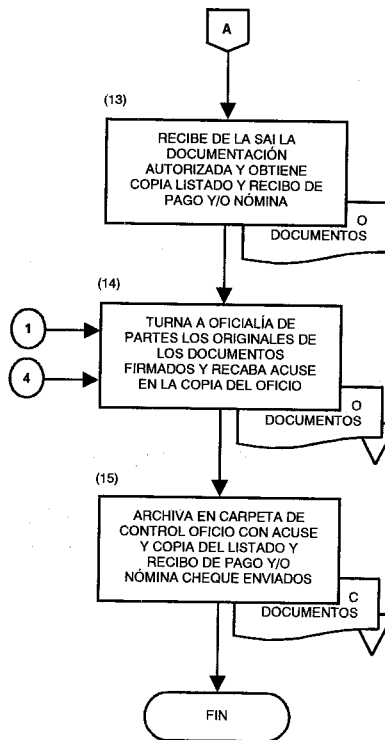 A
(13)
RECIBE DE LA SAI LA
DOCUMENTACIÓN
AUTORIZADA Y OBTIENE
COPIA LISTADO Y RECIBO DE
PAGO Y/O NÓMINA
O
DOCUMENTOS
(14)
1
4
TURNA A OFICIALÍA DE
PARTES LOS ORIGINALES DE
LOS DOCUMENTOS
FIRMADOS Y RECABA ACUSE
EN LA COPIA DEL OFICIO
O
DOCUMENTOS
(15)
ARCHIVA EN CARPETA DE
CONTROL OFICIO CON ACUSE
Y COPIA DEL LISTADO Y
RECIBO DE PAGO Y/O
NÓMINA CHEQUE ENVIADOS
C
DOCUMENTOS
FIN